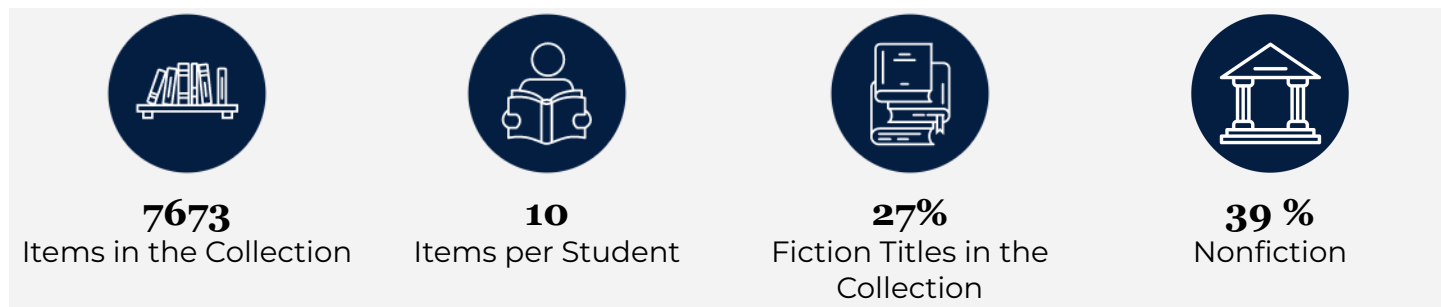 7673
Items in the Collection
10
Items per Student
27%
Fiction Titles in the
Collection
39 %
Nonfiction